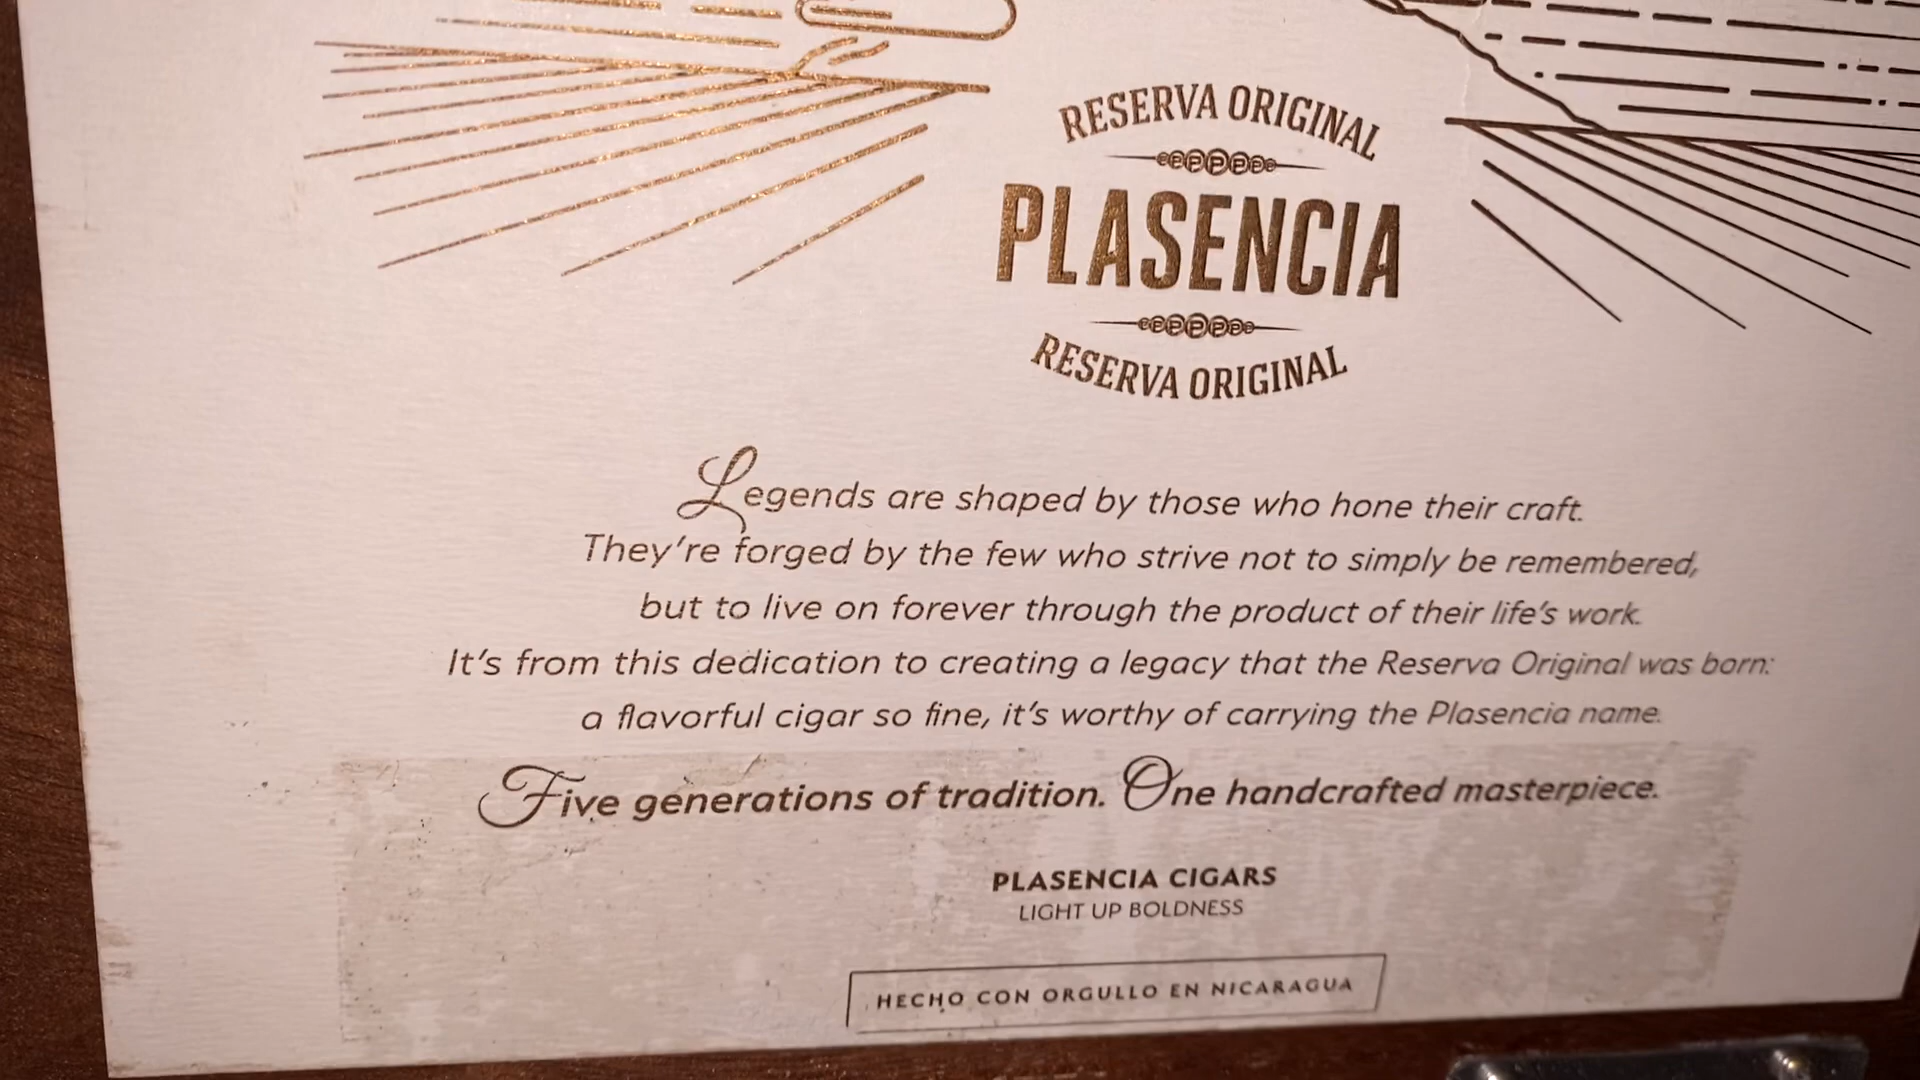 RESERVA ORIGINAL
PLASENCIA
RESERVA ORIGINAL
Legends are shaped by those who hone their craft.
They're forged by the few who strive not to simply be remembered,
but to live on forever through the product of their life's work.
It's from this dedication to creating a legacy that the Reserva Original was born:
a flavorful cigar so fine, it's worthy of carrying the Plasencia name.
Five generations of tradition. One handcrafted masterpiece.
PLASENCIA CIGARS
LIGHT UP BOLDNESS
HECHO CON ORGULLO EN NICARAGUA